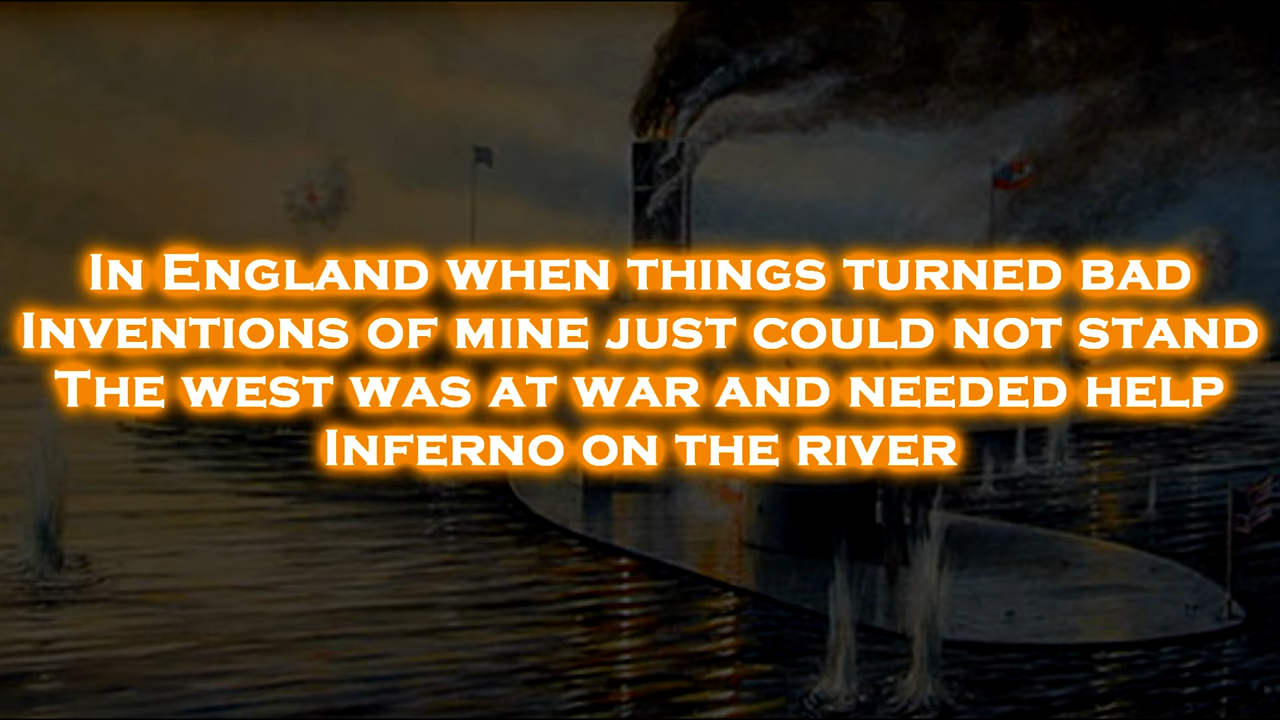 In England when things turned bad
Inventions of mine just could not stand
The west was at war and needed help
Inferno on the river